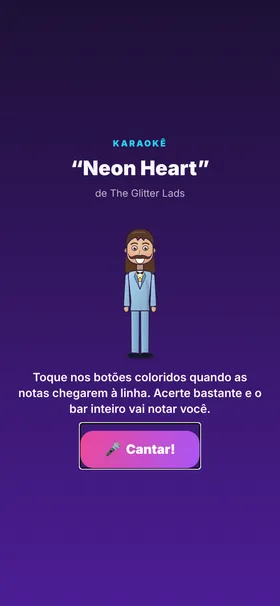 KARAOKÊ
“Neon Heart”
de The Glitter Lads
Toque nos botões coloridos quando as
notas chegarem à linha. Acerte bastante e o
bar inteiro vai notar você.
🎤 Cantar!